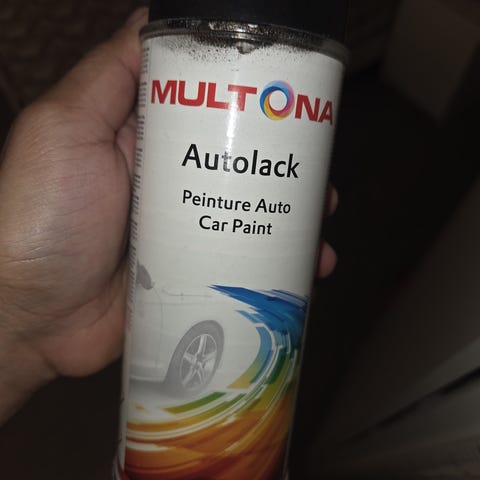 MULTONA
Autolack
Peinture Auto
Car Paint